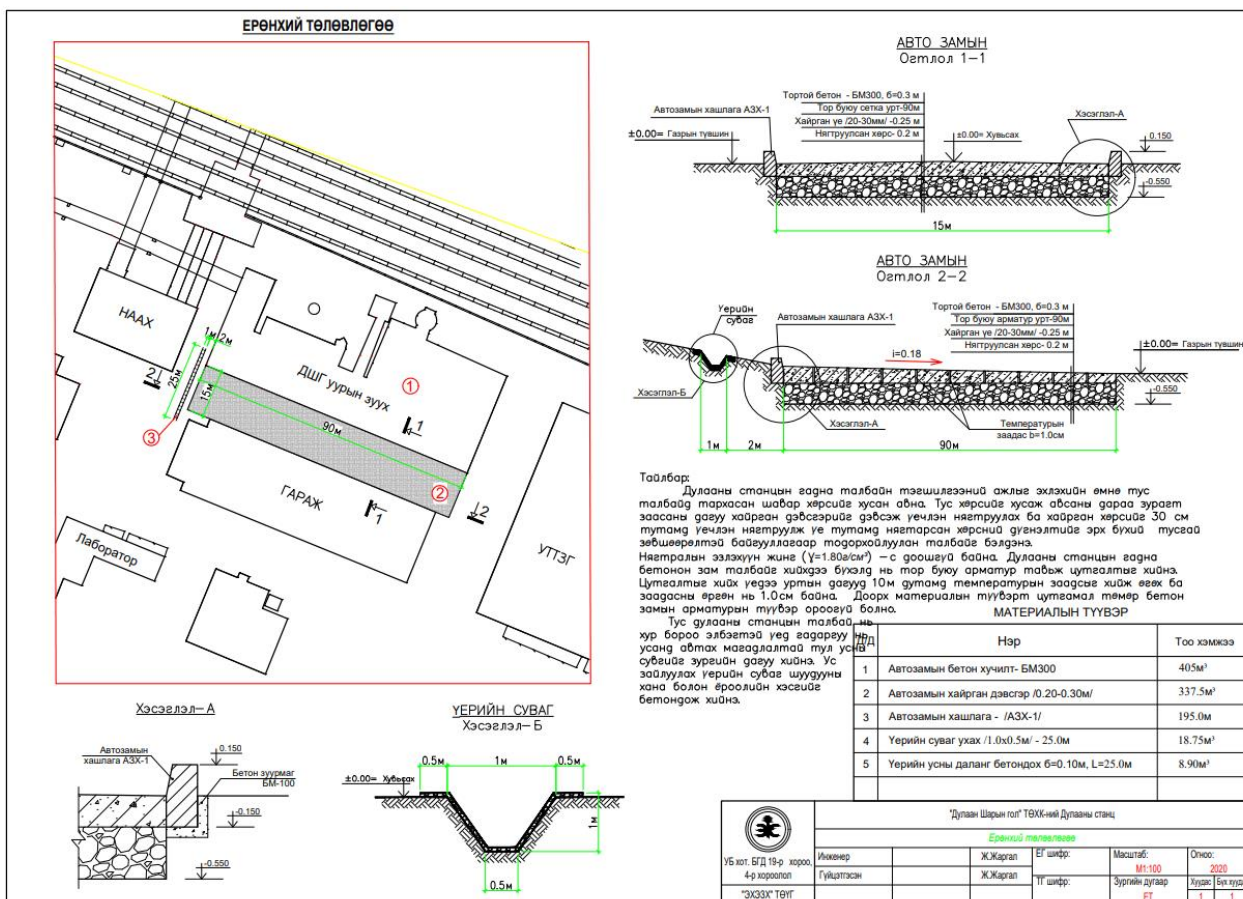 ЕРӨНХИЙ ТӨЛӨВЛӨГӨӨ
НААХ
ДШГ уурын зуух
ГАРАЖ
Лаборатор
УТТЗГ
1м
2м
25м
15м
90м
1
2
3
1
1
2
2
АВТО ЗАМЫН
Огтлол 1-1
Тортой бетон - БМ300, б=0.3 м
Тор буюу сетка урт-90м
Хайрган үе /20-30мм/ -0.25 м
Нягтруулсан хөрс- 0.2 м
Автозамын хашлага АЗХ-1
±0.00= Газрын түвшин
±0.00= Хувьсах
Хэсэглэл-А
0.150
-0.550
15м
АВТО ЗАМЫН
Огтлол 2-2
Тортой бетон - БМ300, б=0.3 м
Тор буюу арматур урт-90м
Хайрган үе /20-30мм/ -0.25 м
Нягтруулсан хөрс- 0.2 м
Үерийн
суваг
Автозамын хашлага АЗХ-1
i=0.18
±0.00= Газрын түвшин
-0.550
Хэсэглэл-Б
Хэсэглэл-А
Температурын
заадас b=1.0см
1м
2м
90м
Тайлбар:
Дулааны станцын гадна талбайн тэгшилгээний ажлыг эхлэхийн өмнө тус
талбайд тархасан шавар хөрсийг хусан авна. Тус хөрсийг хусаж авсаны дараа зурагт
заасны дагуу хайрган дэвсгэрийг дэвсэж үечлэн нягтруулах ба хайрган хөрсийг 30 см
тутамд үечлэн нягтруулж үе тутамд нягтарсан хөрсний дүгнэлтийг эрх бүхий тусгай
зөвшөөрөлтэй байгууллагаар тодорхойлуулан талбайг бэлдэнэ.
Нягтралын эзлэхүүн жинг (γ=1.80г/см³) -с доошгүй байна. Дулааны станцын гадна
бетонон зам талбайг хийхдээ бүхэлд нь тор буюу арматур тавьж цутгалтыг хийнэ.
Цутгалтыг хийх үедээ уртын дагууд 10м дутамд температурын заадсыг хийж өгөх ба
заадасны өргөн нь 1.0см байна. Доорх материалын түүвэрт цутгамал төмөр бетон
замын арматурын түүвэр ороогүй болно.
Тус дулааны станцын талбай нь
хур бороо элбэгтэй үед гадаргуу нь
усанд автах магадлалтай тул усны
сувгийг зургийн дагуу хийнэ. Ус
зайлуулах үерийн суваг шуудууны
хана болон ёроолийн хэсгийг
бетондож хийнэ.
МАТЕРИАЛЫН ТҮҮВЭР
Д/Д Нэр Тоо хэмжээ
1 Автозамын бетон хучилт- БМ300 405м³
2 Автозамын хайрган дэвсгэр /0.20-0.30м/ 337.5м³
3 Автозамын хашлага - /АЗХ-1/ 195.0м
4 Үерийн суваг ухах /1.0х0.5м/ - 25.0м 18.75м³
5 Үерийн усны даланг бетондох б=0.10м, L=25.0м 8.90м³
Хэсэглэл-А
Автозамын
хашлага АЗХ-1
0.150
Бетон зуурмаг
БМ-100
-0.150
-0.550
ҮЕРИЙН СУВАГ
Хэсэглэл-Б
0.5м
1м
0.5м
±0.00= Хувьсах
1м
0.5м
"Дулаан Шарын гол" ТӨХК-ний Дулааны станц
Ерөнхий төлөвлөгөө
УБ хот. БГД 19-р хороо,
4-р хороолол
"ЭХЗЗХ" ТӨҮГ
Инженер Ж.Жаргал ЕГ шифр: Масштаб: Огноо:
М1:100 2020
Гүйцэтгэсэн Ж.Жаргал ТГ шифр: Зургийн дугаар Хуудас Бүх хууд
ЕТ 1 1